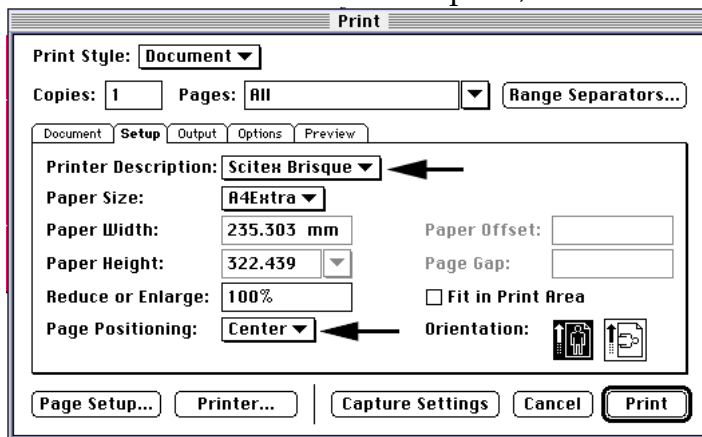 Print
Print Style: Document
Copies: 1 Pages: All Range Separators...
Document Setup Output Options Preview
Printer Description: Scitex Brisque
Paper Size: A4Extra
Paper Width: 235.303 mm Paper Offset:
Paper Height: 322.439 Page Gap:
Reduce or Enlarge: 100% Fit in Print Area
Page Positioning: Center Orientation:
Page Setup... Printer... Capture Settings Cancel Print